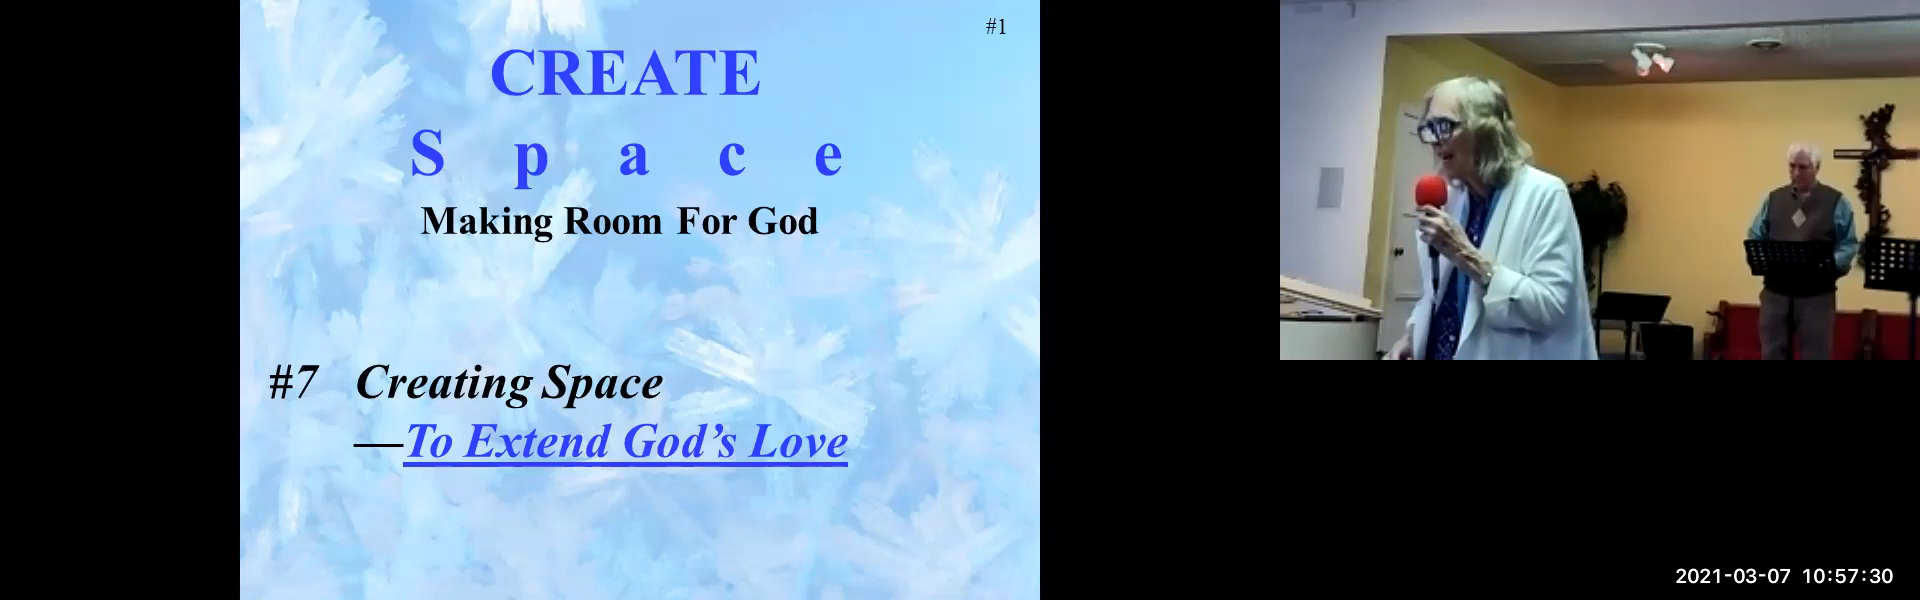 #1
CREATE
S p a c e
Making Room For God
#7 Creating Space
—To Extend God’s Love
2021-03-07 10:57:30